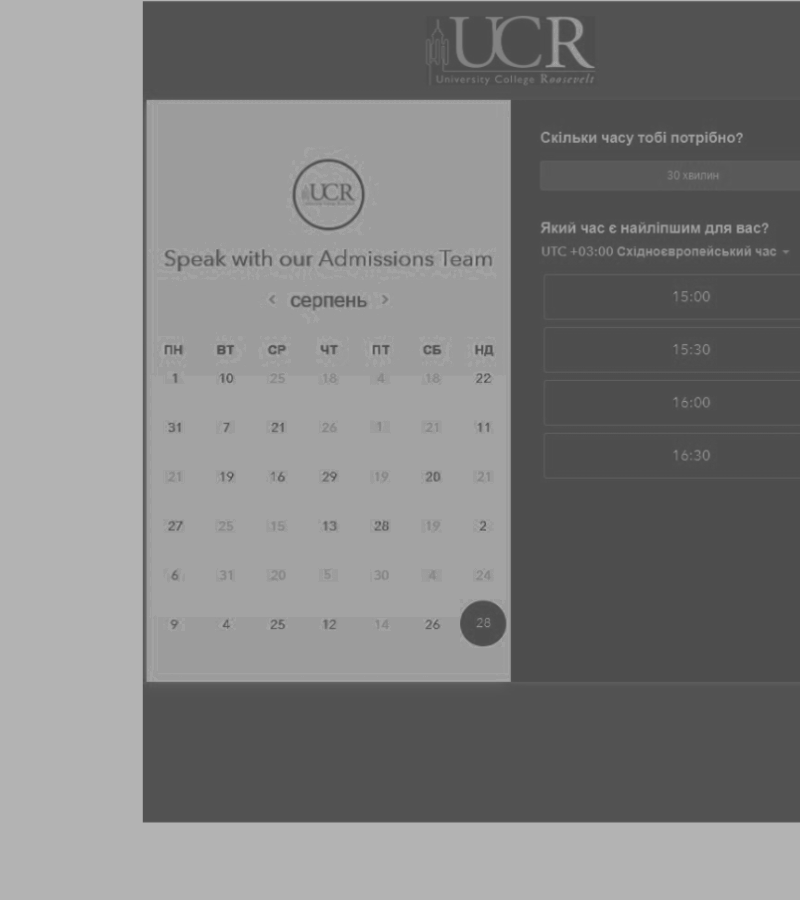 UCR
University College Roosevelt
UCR
Speak with our Admissions Team
< серпень >
ПН ВТ СР ЧТ ПТ СБ НД
1 10 25 18 4 18 22
31 7 21 26 1 21 11
21 19 16 29 19 20 21
27 25 15 13 28 19 2
6 31 20 5 30 4 24
9 4 25 12 14 26 28
Скільки часу тобі потрібно?
30 хвилин
Який час є найліпшим для вас?
UTC +03:00 Східноєвропейський час
15:00
15:30
16:00
16:30